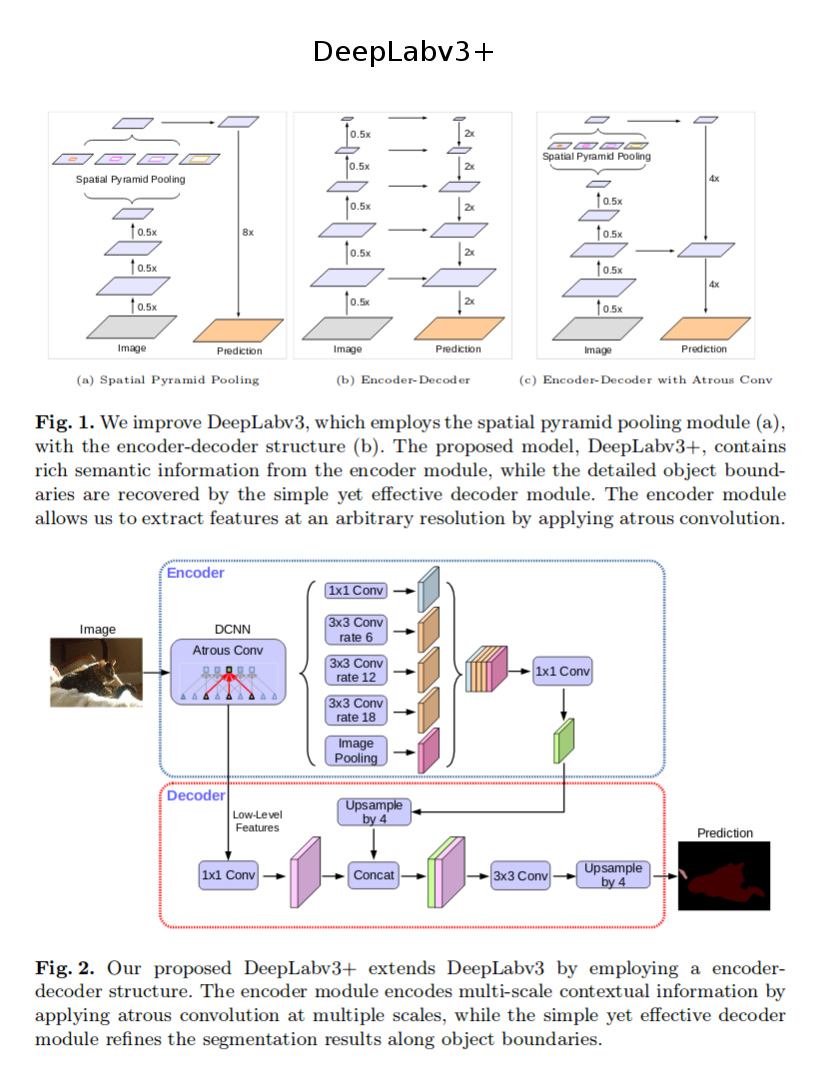 DeepLabv3+
Spatial Pyramid Pooling
0.5x
0.5x
0.5x
8x
Image
Prediction
(a) Spatial Pyramid Pooling
0.5x
0.5x
0.5x
0.5x
0.5x
2x
2x
2x
2x
2x
Image
Prediction
(b) Encoder-Decoder
Spatial Pyramid Pooling
0.5x
0.5x
0.5x
0.5x
4x
4x
Image
Prediction
(c) Encoder-Decoder with Atrous Conv
Fig. 1. We improve DeepLabv3, which employs the spatial pyramid pooling module (a),
with the encoder-decoder structure (b). The proposed model, DeepLabv3+, contains
rich semantic information from the encoder module, while the detailed object bound-
aries are recovered by the simple yet effective decoder module. The encoder module
allows us to extract features at an arbitrary resolution by applying atrous convolution.
Encoder
Image
DCNN
Atrous Conv
1x1 Conv
3x3 Conv
rate 6
3x3 Conv
rate 12
3x3 Conv
rate 18
Image
Pooling
1x1 Conv
Decoder
Low-Level
Features
Upsample
by 4
1x1 Conv
Concat
3x3 Conv
Upsample
by 4
Prediction
Fig. 2. Our proposed DeepLabv3+ extends DeepLabv3 by employing a encoder-
decoder structure. The encoder module encodes multi-scale contextual information by
applying atrous convolution at multiple scales, while the simple yet effective decoder
module refines the segmentation results along object boundaries.